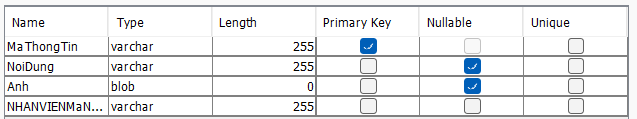 Name Type Length Primary Key Nullable Unique
MaThongTin varchar 255
NoiDung varchar 255
Anh blob 0
NHANVIENMaN... varchar 255